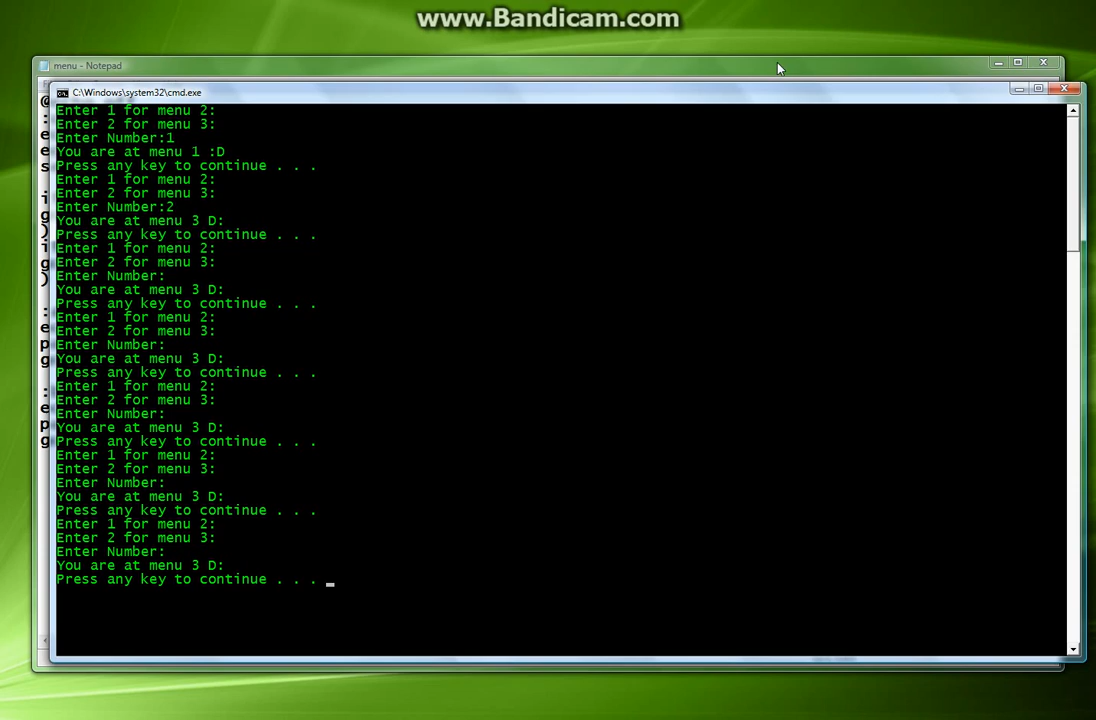 www.Bandicam.com
menu - Notepad
C:\Windows\system32\cmd.exe
Enter 1 for menu 2:
Enter 2 for menu 3:
Enter Number:1
You are at menu 1 :D
Press any key to continue . . .
Enter 1 for menu 2:
Enter 2 for menu 3:
Enter Number:2
You are at menu 3 D:
Press any key to continue . . .
Enter 1 for menu 2:
Enter 2 for menu 3:
Enter Number:
You are at menu 3 D:
Press any key to continue . . .
Enter 1 for menu 2:
Enter 2 for menu 3:
Enter Number:
You are at menu 3 D:
Press any key to continue . . .
Enter 1 for menu 2:
Enter 2 for menu 3:
Enter Number:
You are at menu 3 D:
Press any key to continue . . .
Enter 1 for menu 2:
Enter 2 for menu 3:
Enter Number:
You are at menu 3 D:
Press any key to continue . . .
Enter 1 for menu 2:
Enter 2 for menu 3:
Enter Number:
You are at menu 3 D:
Press any key to continue . . .